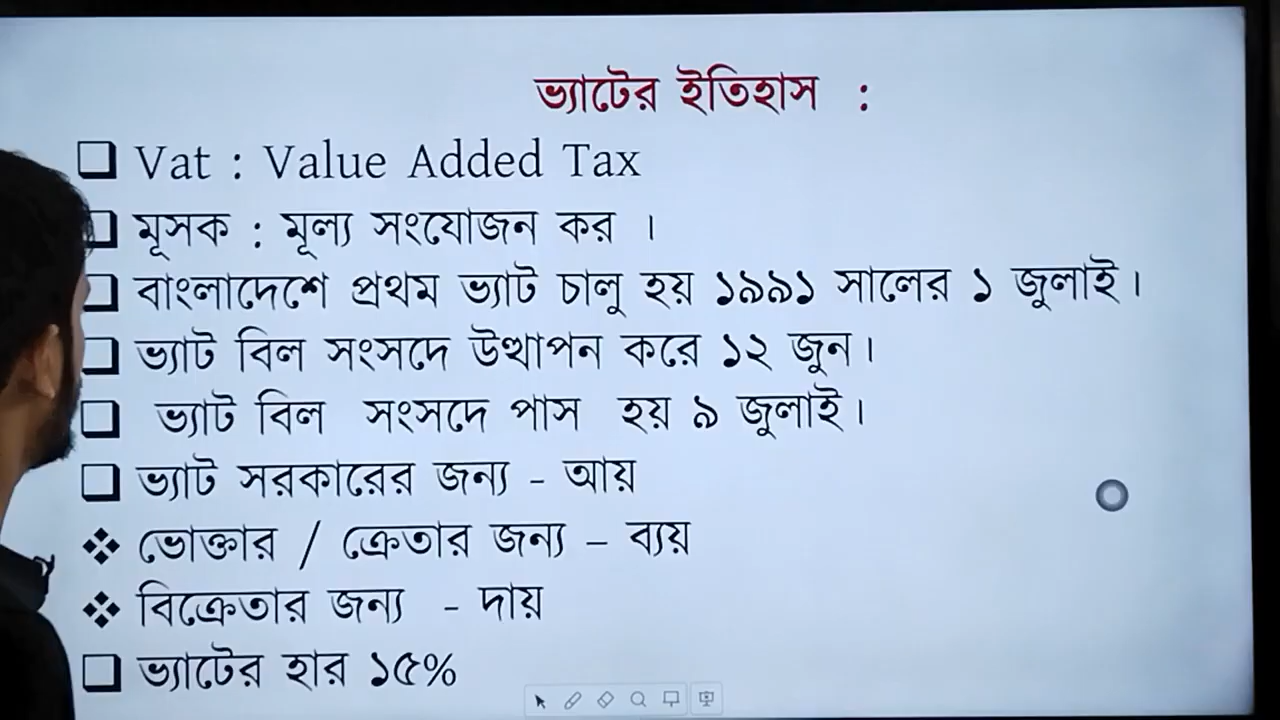 ভ্যাটের ইতিহাস :
Vat : Value Added Tax
মূসক : মূল্য সংযোজন কর ।
বাংলাদেশে প্রথম ভ্যাট চালু হয় ১৯৯১ সালের ১ জুলাই।
ভ্যাট বিল সংসদে উত্থাপন করে ১২ জুন।
ভ্যাট বিল সংসদে পাস হয় ৯ জুলাই।
ভ্যাট সরকারের জন্য - আয়
ভোক্তার / ক্রেতার জন্য – ব্যয়
বিক্রেতার জন্য - দায়
ভ্যাটের হার ১৫%